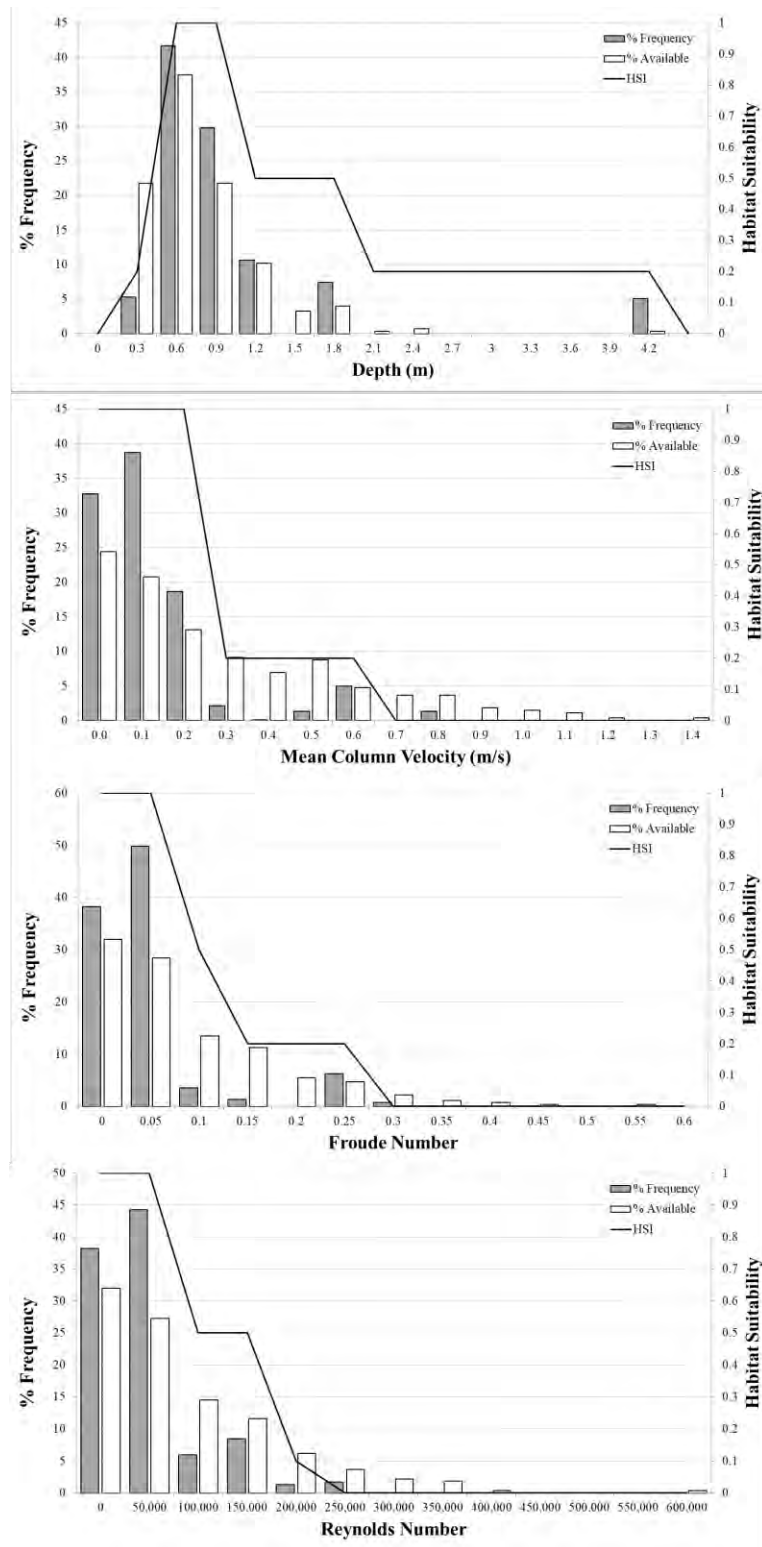 45
40
35
30
25
20
15
10
5
0
% Frequency
1
0.9
0.8
0.7
0.6
0.5
0.4
0.3
0.2
0.1
0
Habitat Suitability
% Frequency
% Available
HSI
0 0.3 0.6 0.9 1.2 1.5 1.8 2.1 2.4 2.7 3 3.3 3.6 3.9 4.2
Depth (m)
45
40
35
30
25
20
15
10
5
0
% Frequency
1
0.9
0.8
0.7
0.6
0.5
0.4
0.3
0.2
0.1
0
Habitat Suitability
% Frequency
% Available
HSI
0.0 0.1 0.2 0.3 0.4 0.5 0.6 0.7 0.8 0.9 1.0 1.1 1.2 1.3 1.4
Mean Column Velocity (m/s)
60
50
40
30
20
10
0
% Frequency
1
0.9
0.8
0.7
0.6
0.5
0.4
0.3
0.2
0.1
0
Habitat Suitability
% Frequency
% Available
HSI
0 0.05 0.1 0.15 0.2 0.25 0.3 0.35 0.4 0.45 0.5 0.55 0.6
Froude Number
50
45
40
35
30
25
20
15
10
5
0
% Frequency
1
0.9
0.8
0.7
0.6
0.5
0.4
0.3
0.2
0.1
0
Habitat Suitability
% Frequency
% Available
HSI
0 50,000 100,000 150,000 200,000 250,000 300,000 350,000 400,000 450,000 500,000 550,000 600,000
Reynolds Number